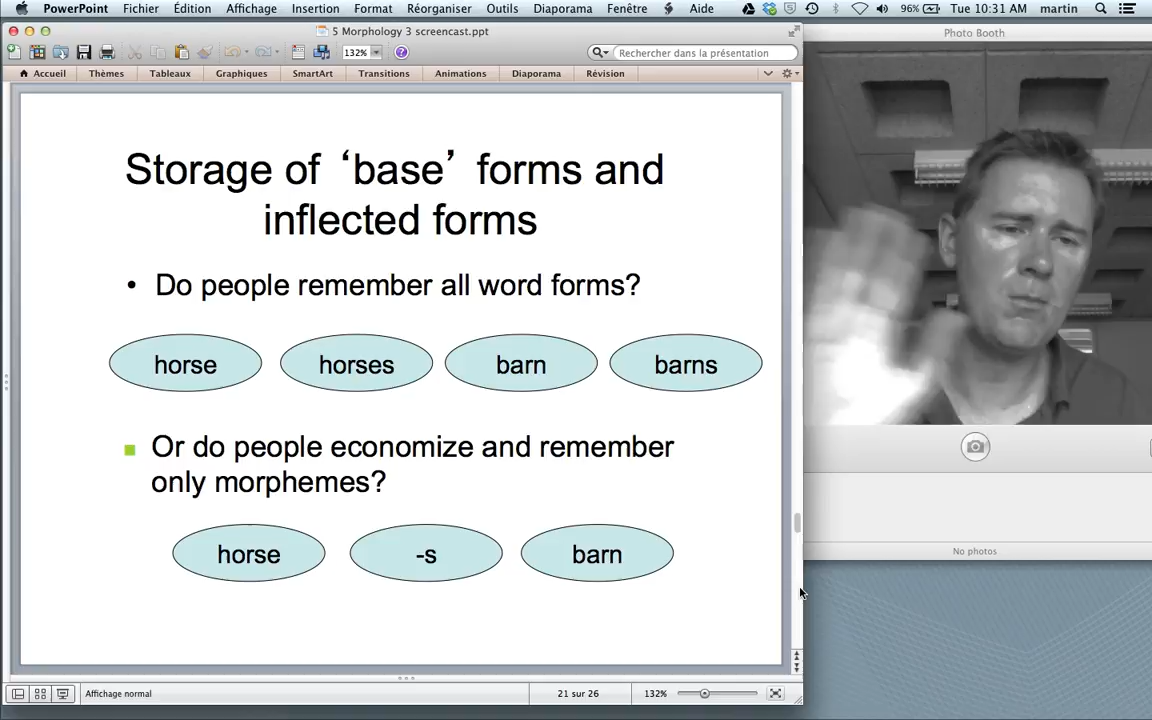 PowerPoint Fichier Édition Affichage Insertion Format Réorganiser Outils Diaporama Fenêtre Aide 96% Tue 10:31 AM martin
5 Morphology 3 screencast.ppt
Photo Booth
132% Rechercher dans la présentation
Accueil Thèmes Tableaux Graphiques SmartArt Transitions Animations Diaporama Révision
Storage of ‘base’ forms and
inflected forms
• Do people remember all word forms?
horse horses barn barns
Or do people economize and remember
only morphemes?
horse -s barn
No photos
Affichage normal 21 sur 26 132%